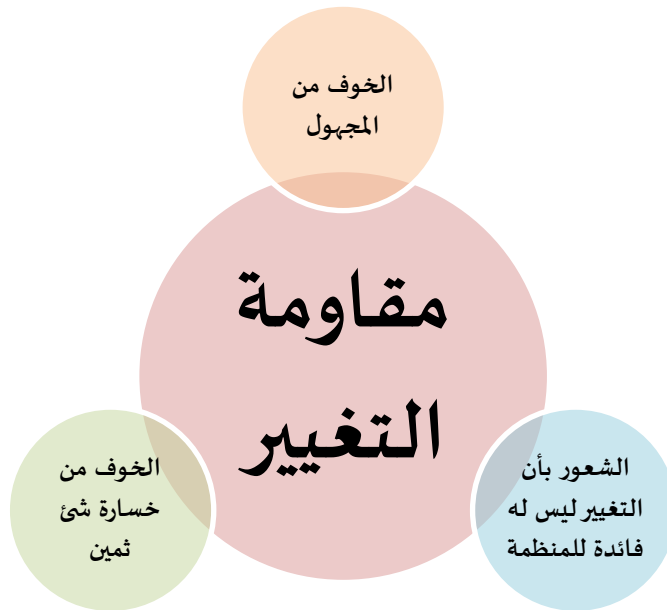 الخوف من
المجهول
مقاومة
التغيير
الشعور بأن
التغيير ليس له
فائدة للمنظمة
الخوف من
خسارة شئ
ثمين